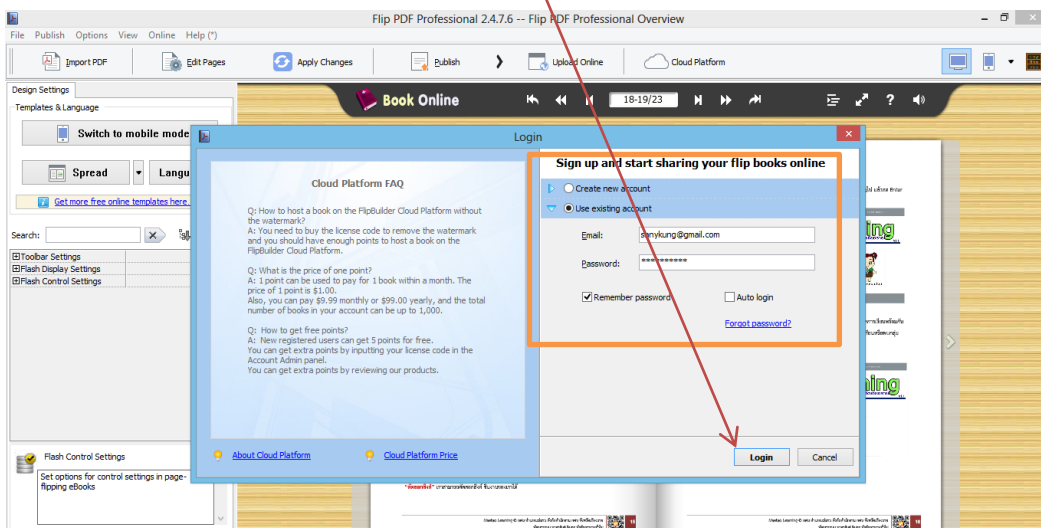 Flip PDF Professional 2.4.7.6 -- Flip PDF Professional Overview
File Publish Options View Online Help (*)
Import PDF Edit Pages Apply Changes Publish Upload Online Cloud Platform
Design Settings
Templates & Language
Switch to mobile mode
Spread Langu
Get more free online templates here.
Search:
Toolbar Settings
Flash Display Settings
Flash Control Settings
Flash Control Settings
Set options for control settings in page-
flipping eBooks
Book Online 18-19/23
Login
Cloud Platform FAQ
Q: How to host a book on the FlipBuilder Cloud Platform without
the watermark?
A: You need to buy the license code to remove the watermark
and you should have enough points to host a book on the
FlipBuilder Cloud Platform.
Q: What is the price of one point?
A: 1 point can be used to pay for 1 book within a month. The
price of 1 point is $1.00.
Also, you can pay $9.99 monthly or $99.00 yearly, and the total
number of books in your account can be up to 1,000.
Q: How to get free points?
A: New registered users can get 5 points for free.
You can get extra points by inputting your license code in the
Account Admin panel.
You can get extra points by reviewing our products.
About Cloud Platform Cloud Platform Price
Sign up and start sharing your flip books online
Create new account
Use existing account
Email: sanykung@gmail.com
Password: **********
Remember password Auto login
Forgot password?
Login Cancel